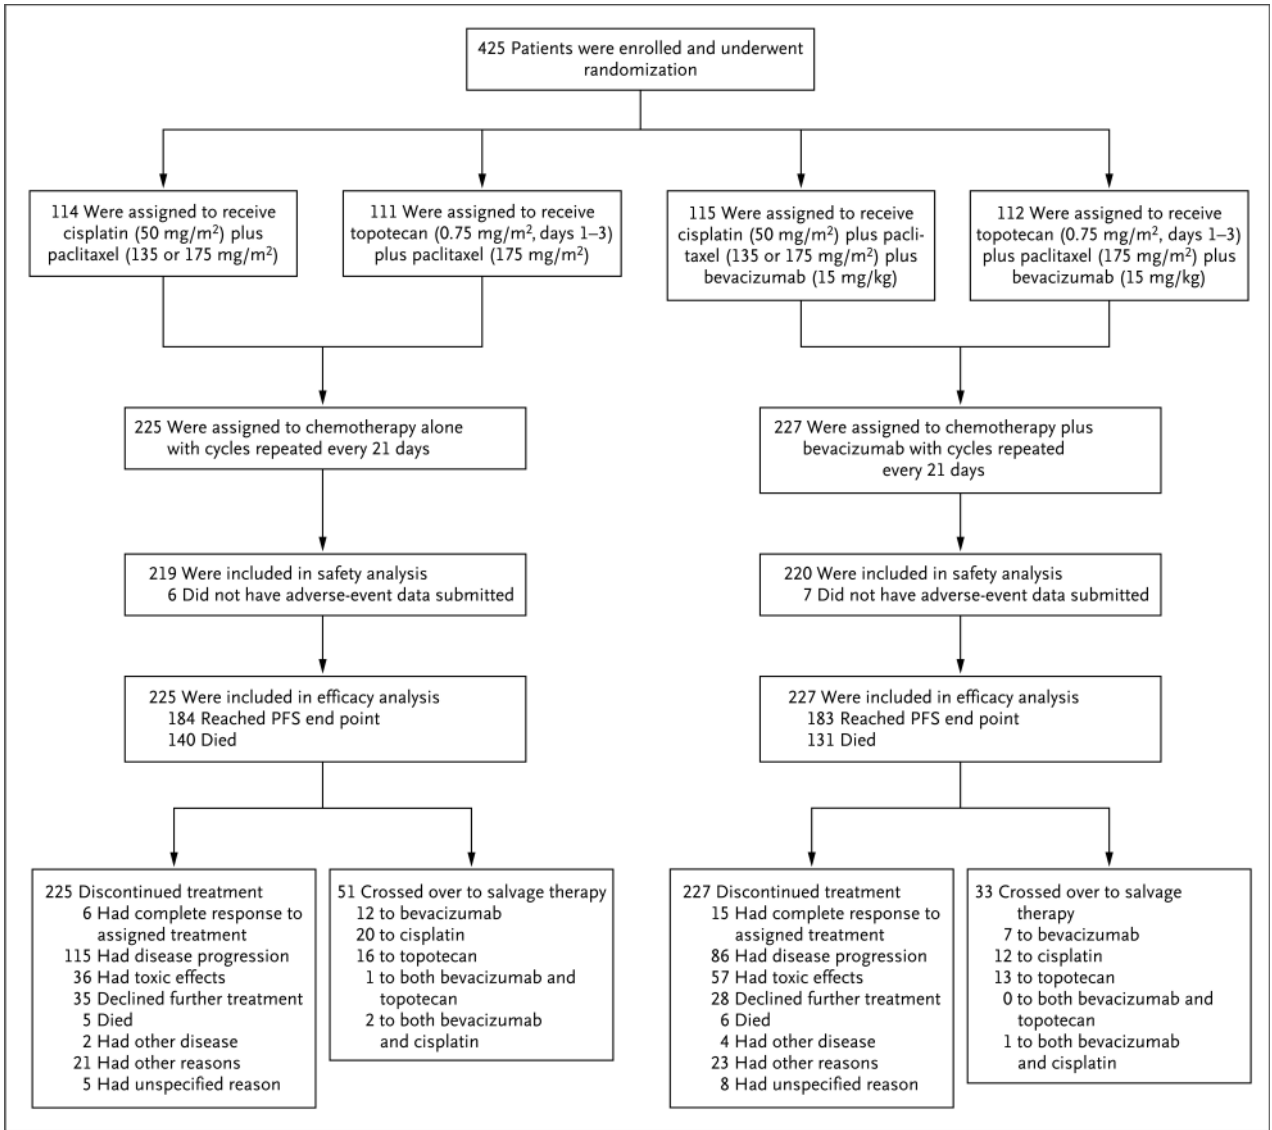 425 Patients were enrolled and underwent
randomization
114 Were assigned to receive
cisplatin (50 mg/m²) plus
paclitaxel (135 or 175 mg/m²)
111 Were assigned to receive
topotecan (0.75 mg/m², days 1–3)
plus paclitaxel (175 mg/m²)
115 Were assigned to receive
cisplatin (50 mg/m²) plus pacli-
taxel (135 or 175 mg/m²) plus
bevacizumab (15 mg/kg)
112 Were assigned to receive
topotecan (0.75 mg/m², days 1–3)
plus paclitaxel (175 mg/m²) plus
bevacizumab (15 mg/kg)
225 Were assigned to chemotherapy alone
with cycles repeated every 21 days
227 Were assigned to chemotherapy plus
bevacizumab with cycles repeated
every 21 days
219 Were included in safety analysis
6 Did not have adverse-event data submitted
220 Were included in safety analysis
7 Did not have adverse-event data submitted
225 Were included in efficacy analysis
184 Reached PFS end point
140 Died
227 Were included in efficacy analysis
183 Reached PFS end point
131 Died
225 Discontinued treatment
6 Had complete response to
assigned treatment
115 Had disease progression
36 Had toxic effects
35 Declined further treatment
5 Died
2 Had other disease
21 Had other reasons
5 Had unspecified reason
51 Crossed over to salvage therapy
12 to bevacizumab
20 to cisplatin
16 to topotecan
1 to both bevacizumab and
topotecan
2 to both bevacizumab
and cisplatin
227 Discontinued treatment
15 Had complete response to
assigned treatment
86 Had disease progression
57 Had toxic effects
28 Declined further treatment
6 Died
4 Had other disease
23 Had other reasons
8 Had unspecified reason
33 Crossed over to salvage
therapy
7 to bevacizumab
12 to cisplatin
13 to topotecan
0 to both bevacizumab and
topotecan
1 to both bevacizumab
and cisplatin